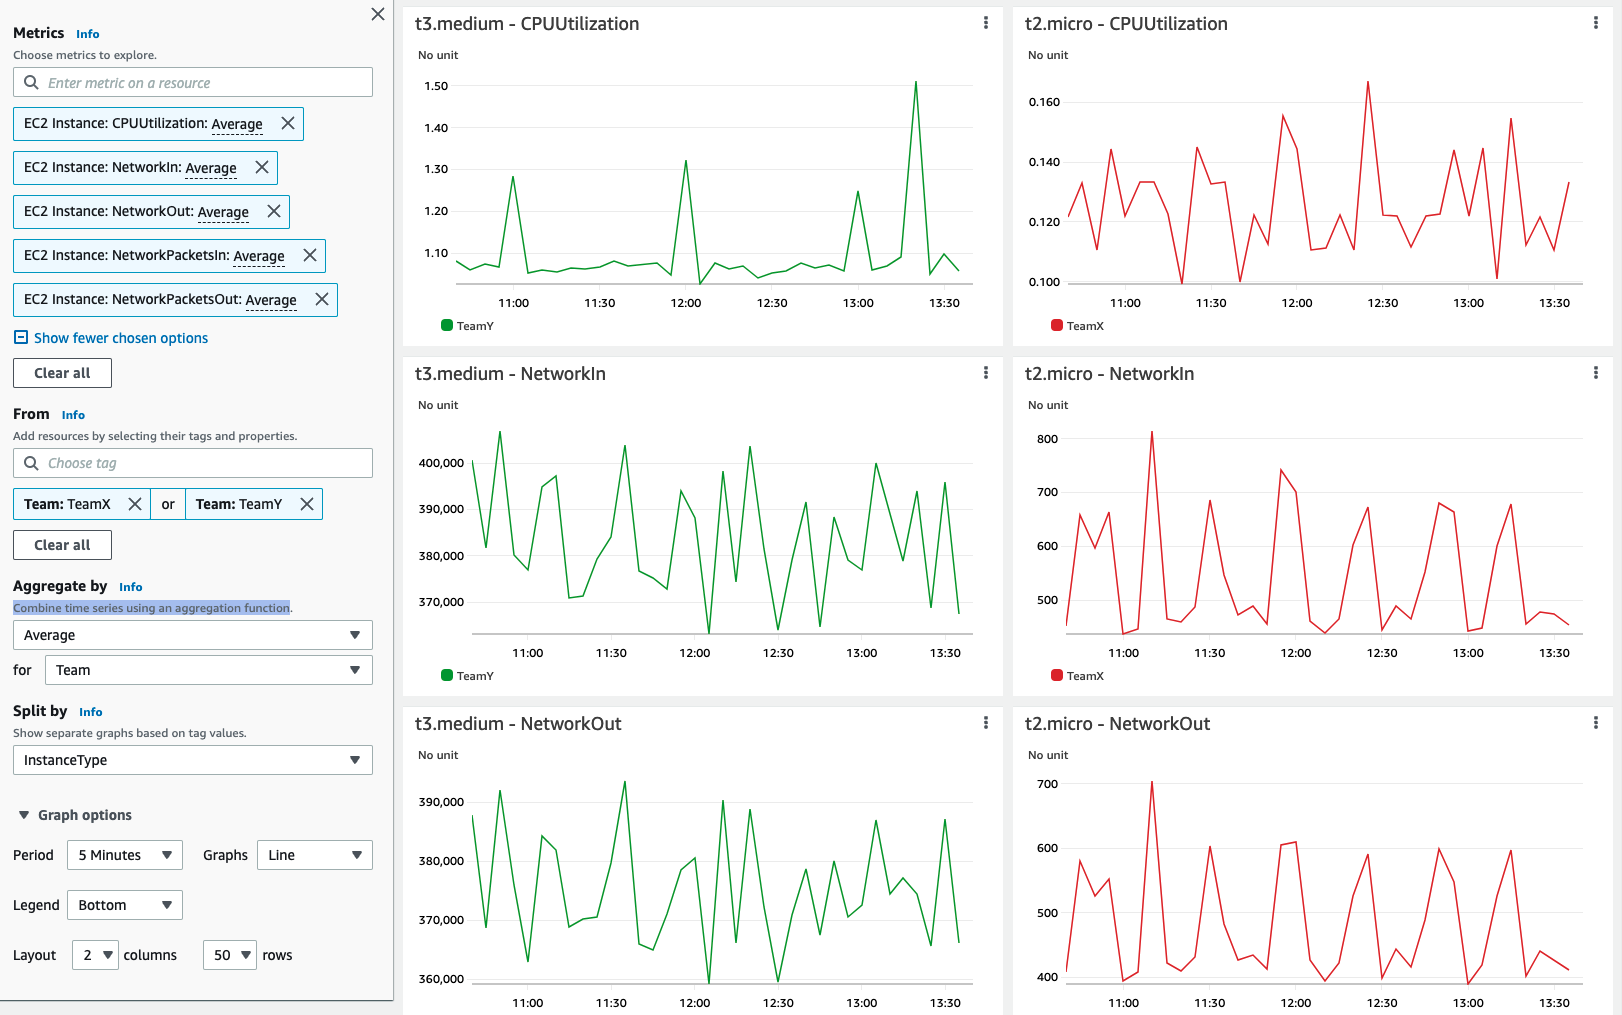 Metrics Info
Choose metrics to explore.
Enter metric on a resource
EC2 Instance: CPUUtilization: Average
EC2 Instance: NetworkIn: Average
EC2 Instance: NetworkOut: Average
EC2 Instance: NetworkPacketsIn: Average
EC2 Instance: NetworkPacketsOut: Average
Show fewer chosen options
Clear all
From Info
Add resources by selecting their tags and properties.
Choose tag
Team: TeamX or Team: TeamY
Clear all
Aggregate by Info
Combine time series using an aggregation function.
Average
for Team
Split by Info
Show separate graphs based on tag values.
InstanceType
Graph options
Period 5 Minutes Graphs Line
Legend Bottom
Layout 2 columns 50 rows
t3.medium - CPUUtilization
No unit
1.50
1.40
1.30
1.20
1.10
11:00 11:30 12:00 12:30 13:00 13:30
TeamY
t2.micro - CPUUtilization
No unit
0.160
0.140
0.120
0.100
11:00 11:30 12:00 12:30 13:00 13:30
TeamX
t3.medium - NetworkIn
No unit
400,000
390,000
380,000
370,000
11:00 11:30 12:00 12:30 13:00 13:30
TeamY
t2.micro - NetworkIn
No unit
800
700
600
500
11:00 11:30 12:00 12:30 13:00 13:30
TeamX
t3.medium - NetworkOut
No unit
390,000
380,000
370,000
360,000
11:00 11:30 12:00 12:30 13:00 13:30
t2.micro - NetworkOut
No unit
700
600
500
400
11:00 11:30 12:00 12:30 13:00 13:30